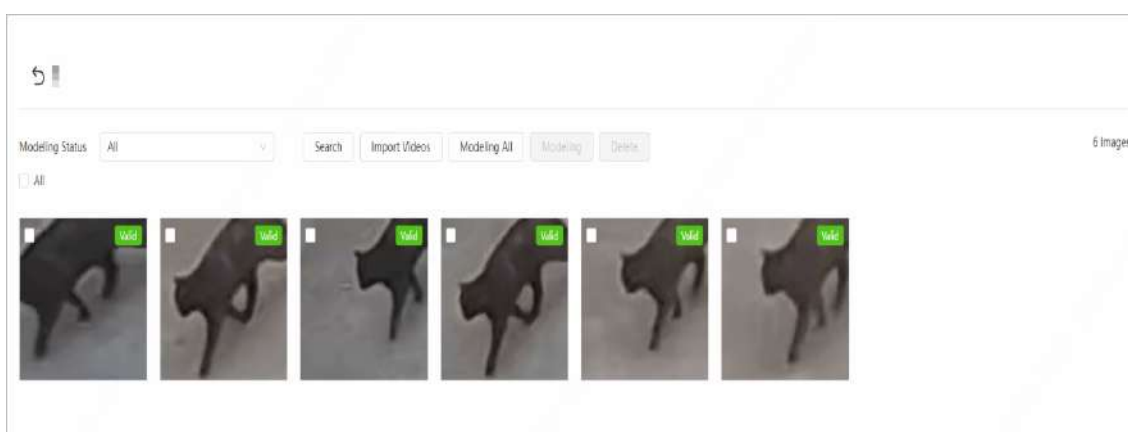 Modeling Status All Search Import Videos Modeling All Modeling Delete 6 Images
All
Valid Valid Valid Valid Valid Valid